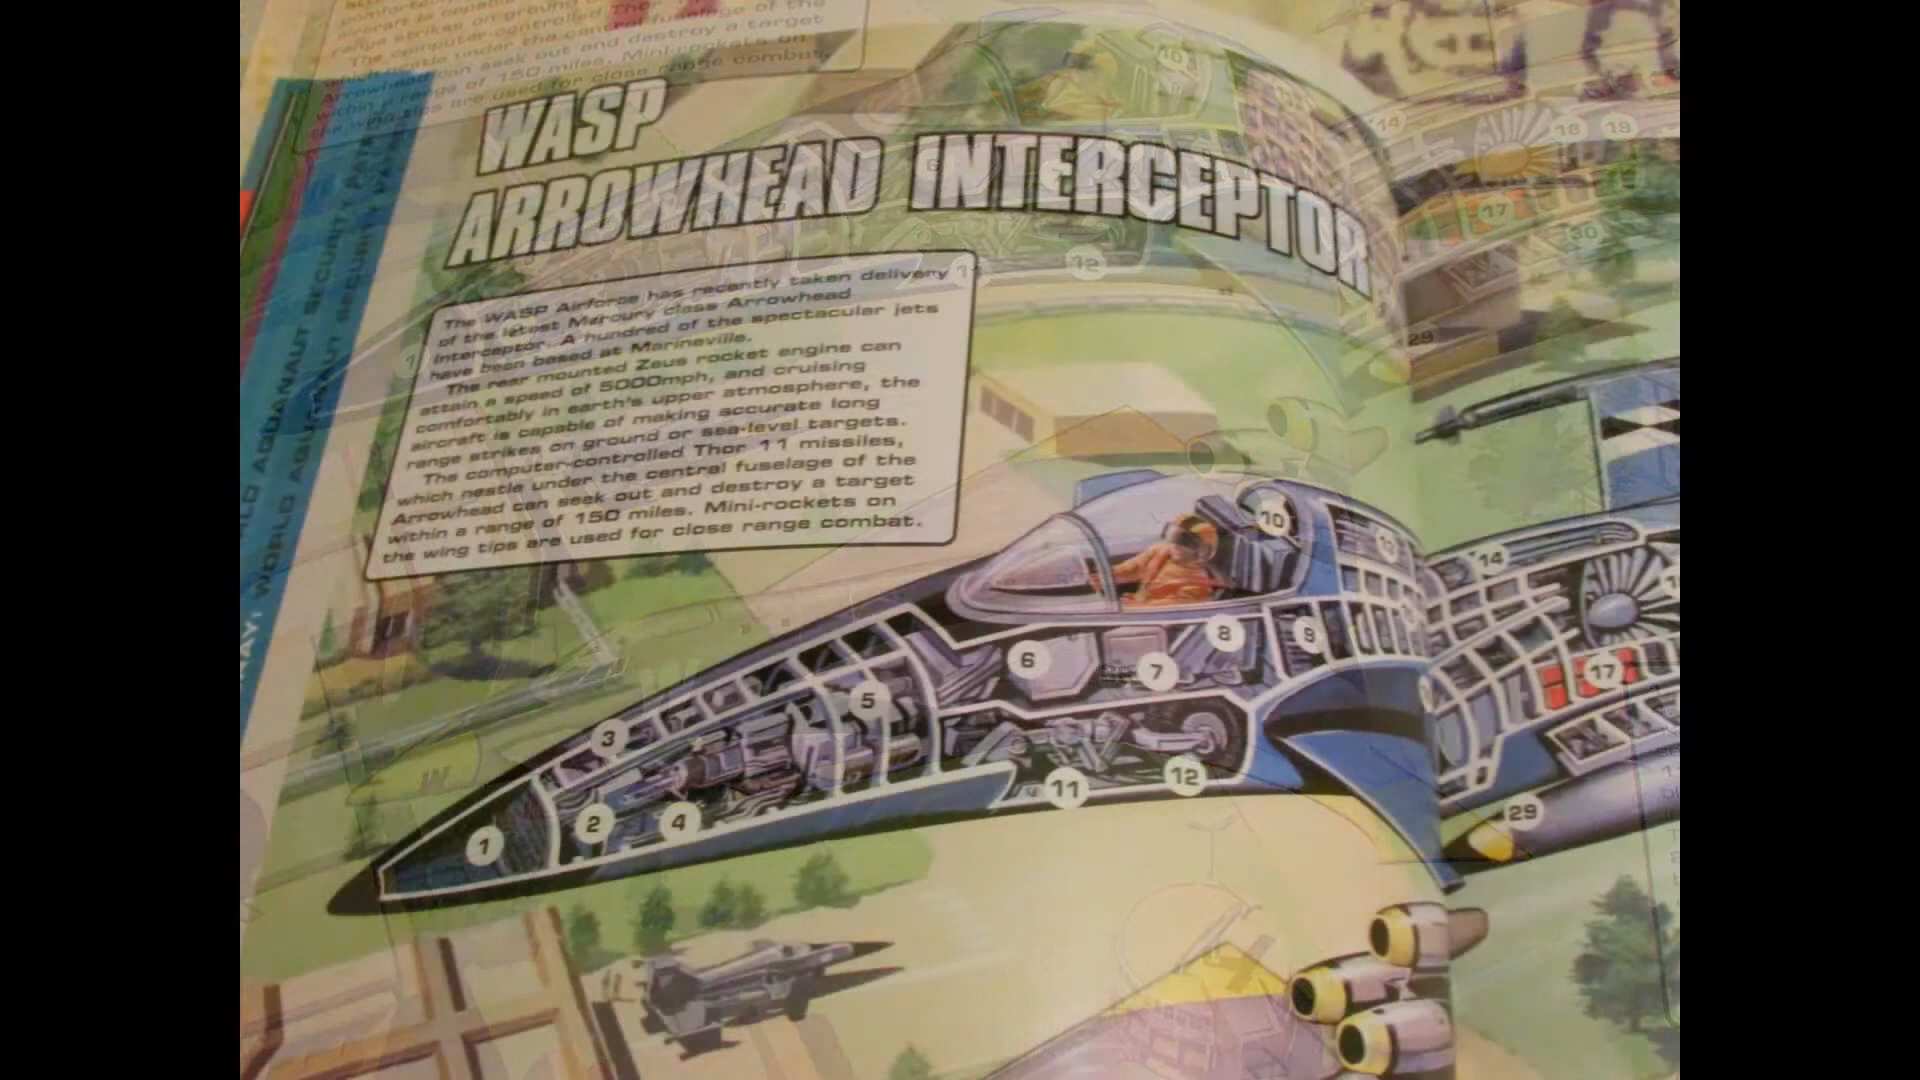 WASP
ARROWHEAD INTERCEPTOR
The WASP Airforce has recently taken delivery
of the latest Mercury class Arrowhead
Interceptor. A hundred of the spectacular jets
have been based at Marineville.
The rear mounted Zeus rocket engine can
attain a speed of 5000mph, and cruising
comfortably in earth's upper atmosphere, the
aircraft is capable of making accurate long
range strikes on ground or sea-level targets.
The computer-controlled Thor 11 missiles,
which nestle under the central fuselage of the
Arrowhead can seek out and destroy a target
within a range of 150 miles. Mini-rockets on
the wing tips are used for close range combat.
WORLD AQUANAUT SECURITY
10
13
14
8
9
6
7
17
5
3
12
11
29
2
4
1